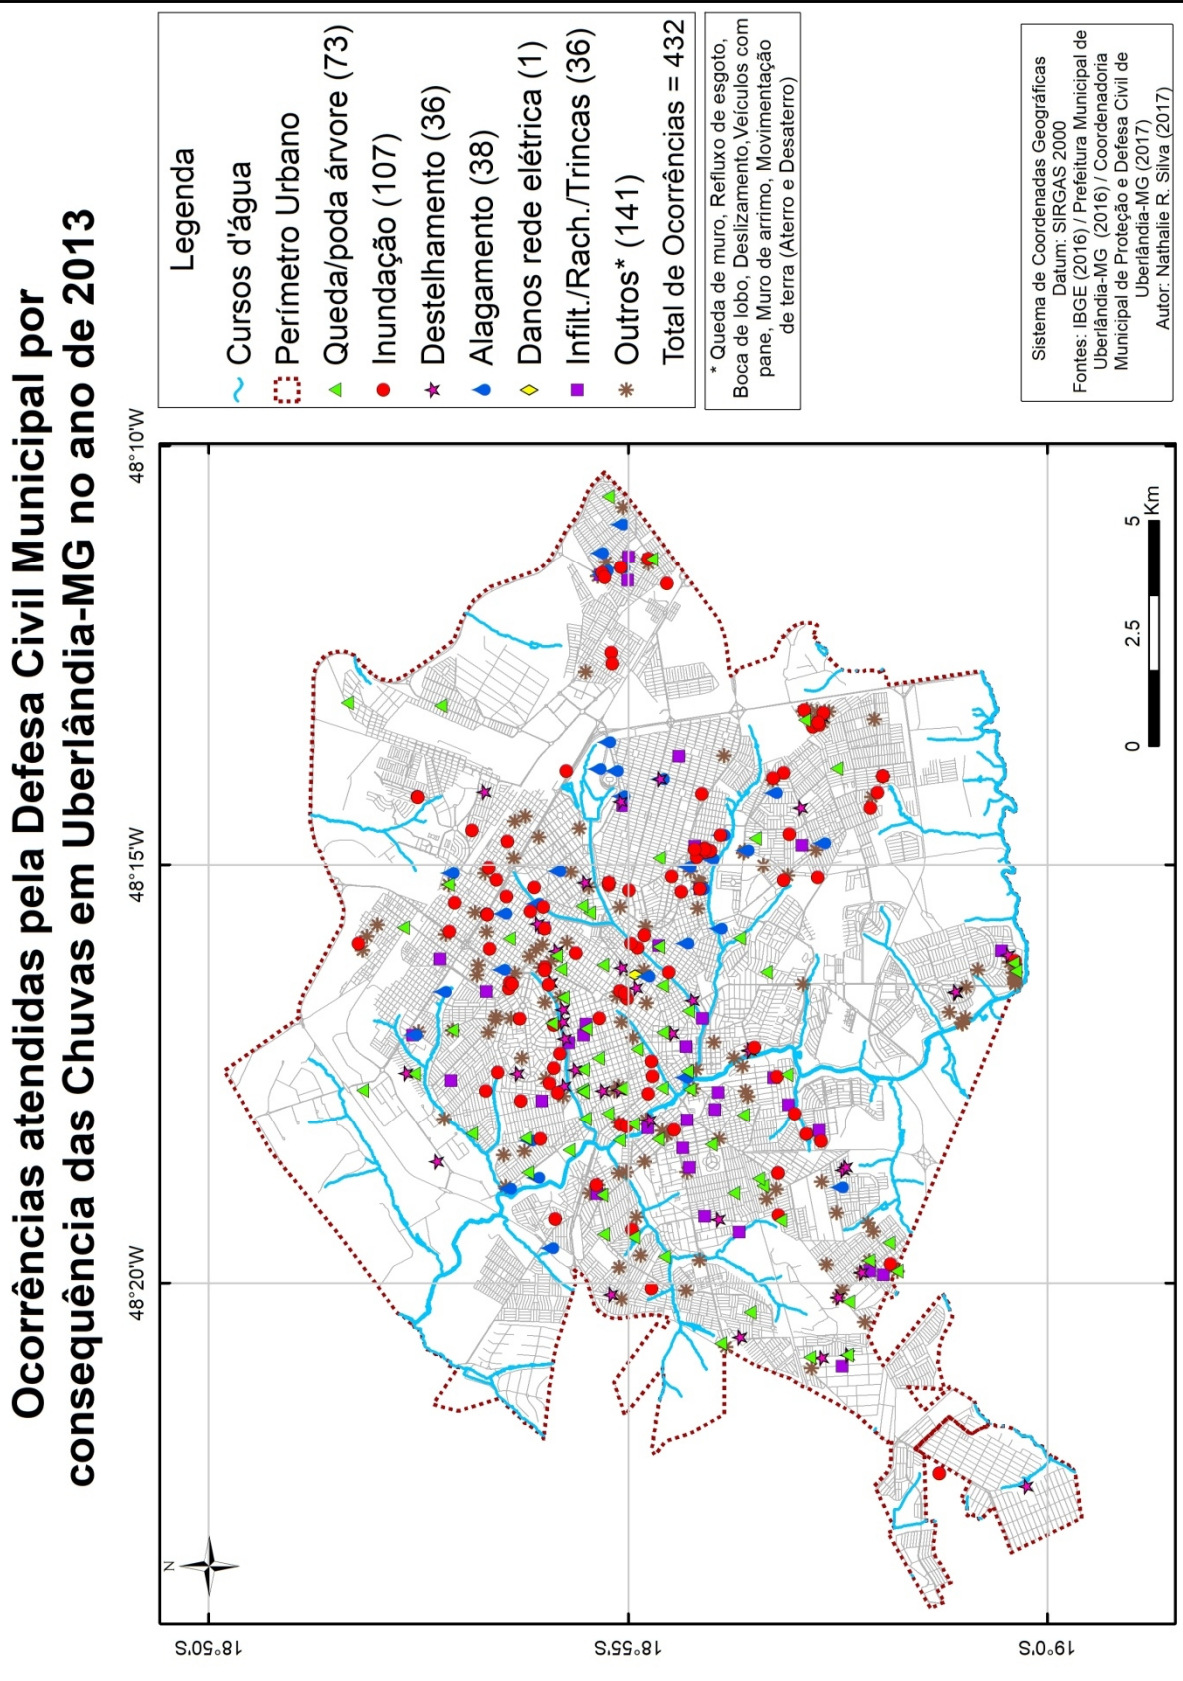 Ocorrências atendidas pela Defesa Civil Municipal por
consequência das Chuvas em Uberlândia-MG no ano de 2013
48°20'W
48°15'W
48°10'W
18°50'S
18°55'S
19°0'S
N
0
2.5
5
Km
Legenda
Cursos d'água
Perímetro Urbano
Queda/poda árvore (73)
Inundação (107)
Destelhamento (36)
Alagamento (38)
Danos rede elétrica (1)
Infilt./Rach./Trincas (36)
Outros* (141)
Total de Ocorrências = 432
* Queda de muro, Refluxo de esgoto,
Boca de lobo, Deslizamento,Veículos com
pane, Muro de arrimo, Movimentação
de terra (Aterro e Desaterro)
Sistema de Coordenadas Geográficas
Datum: SIRGAS 2000
Fontes: IBGE (2016) / Prefeitura Municipal de
Uberlândia-MG (2016) / Coordenadoria
Municipal de Proteção e Defesa Civil de
Uberlândia-MG (2017)
Autor: Nathalie R. Silva (2017)